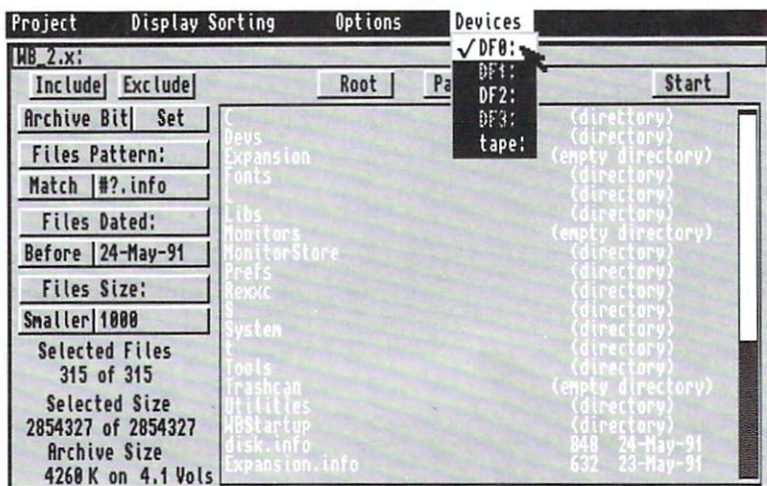 Project Display Sorting Options Devices
WB_2.x:
✓DF0:
DF1:
DF2:
DF3:
tape:
Include Exclude Root Pa Start
Archive Bit Set
Files Pattern:
Match #?.info
Files Dated:
Before 24-May-91
Files Size:
Smaller 1000
Selected Files
315 of 315
Selected Size
2854327 of 2854327
Archive Size
4260K on 4.1 Vols
C (directory)
Devs (directory)
Expansion (empty directory)
Fonts (directory)
L (directory)
Libs (directory)
Monitors (empty directory)
MonitorStore (directory)
Prefs (directory)
Rexxc (directory)
S (directory)
System (directory)
t (directory)
Tools (directory)
Trashcan (empty directory)
Utilities (directory)
WBStartup (directory)
disk.info 848 24-May-91
Expansion.info 632 23-May-91